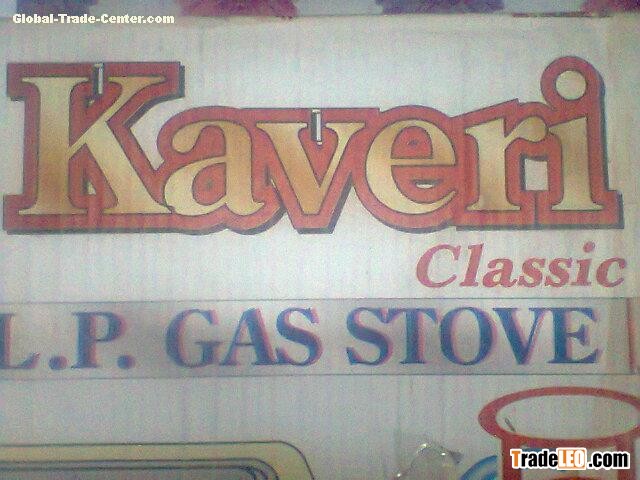 Global-Trade-Center.com
Kaveri
Classic
L.P. GAS STOVE
TradeLEO.com